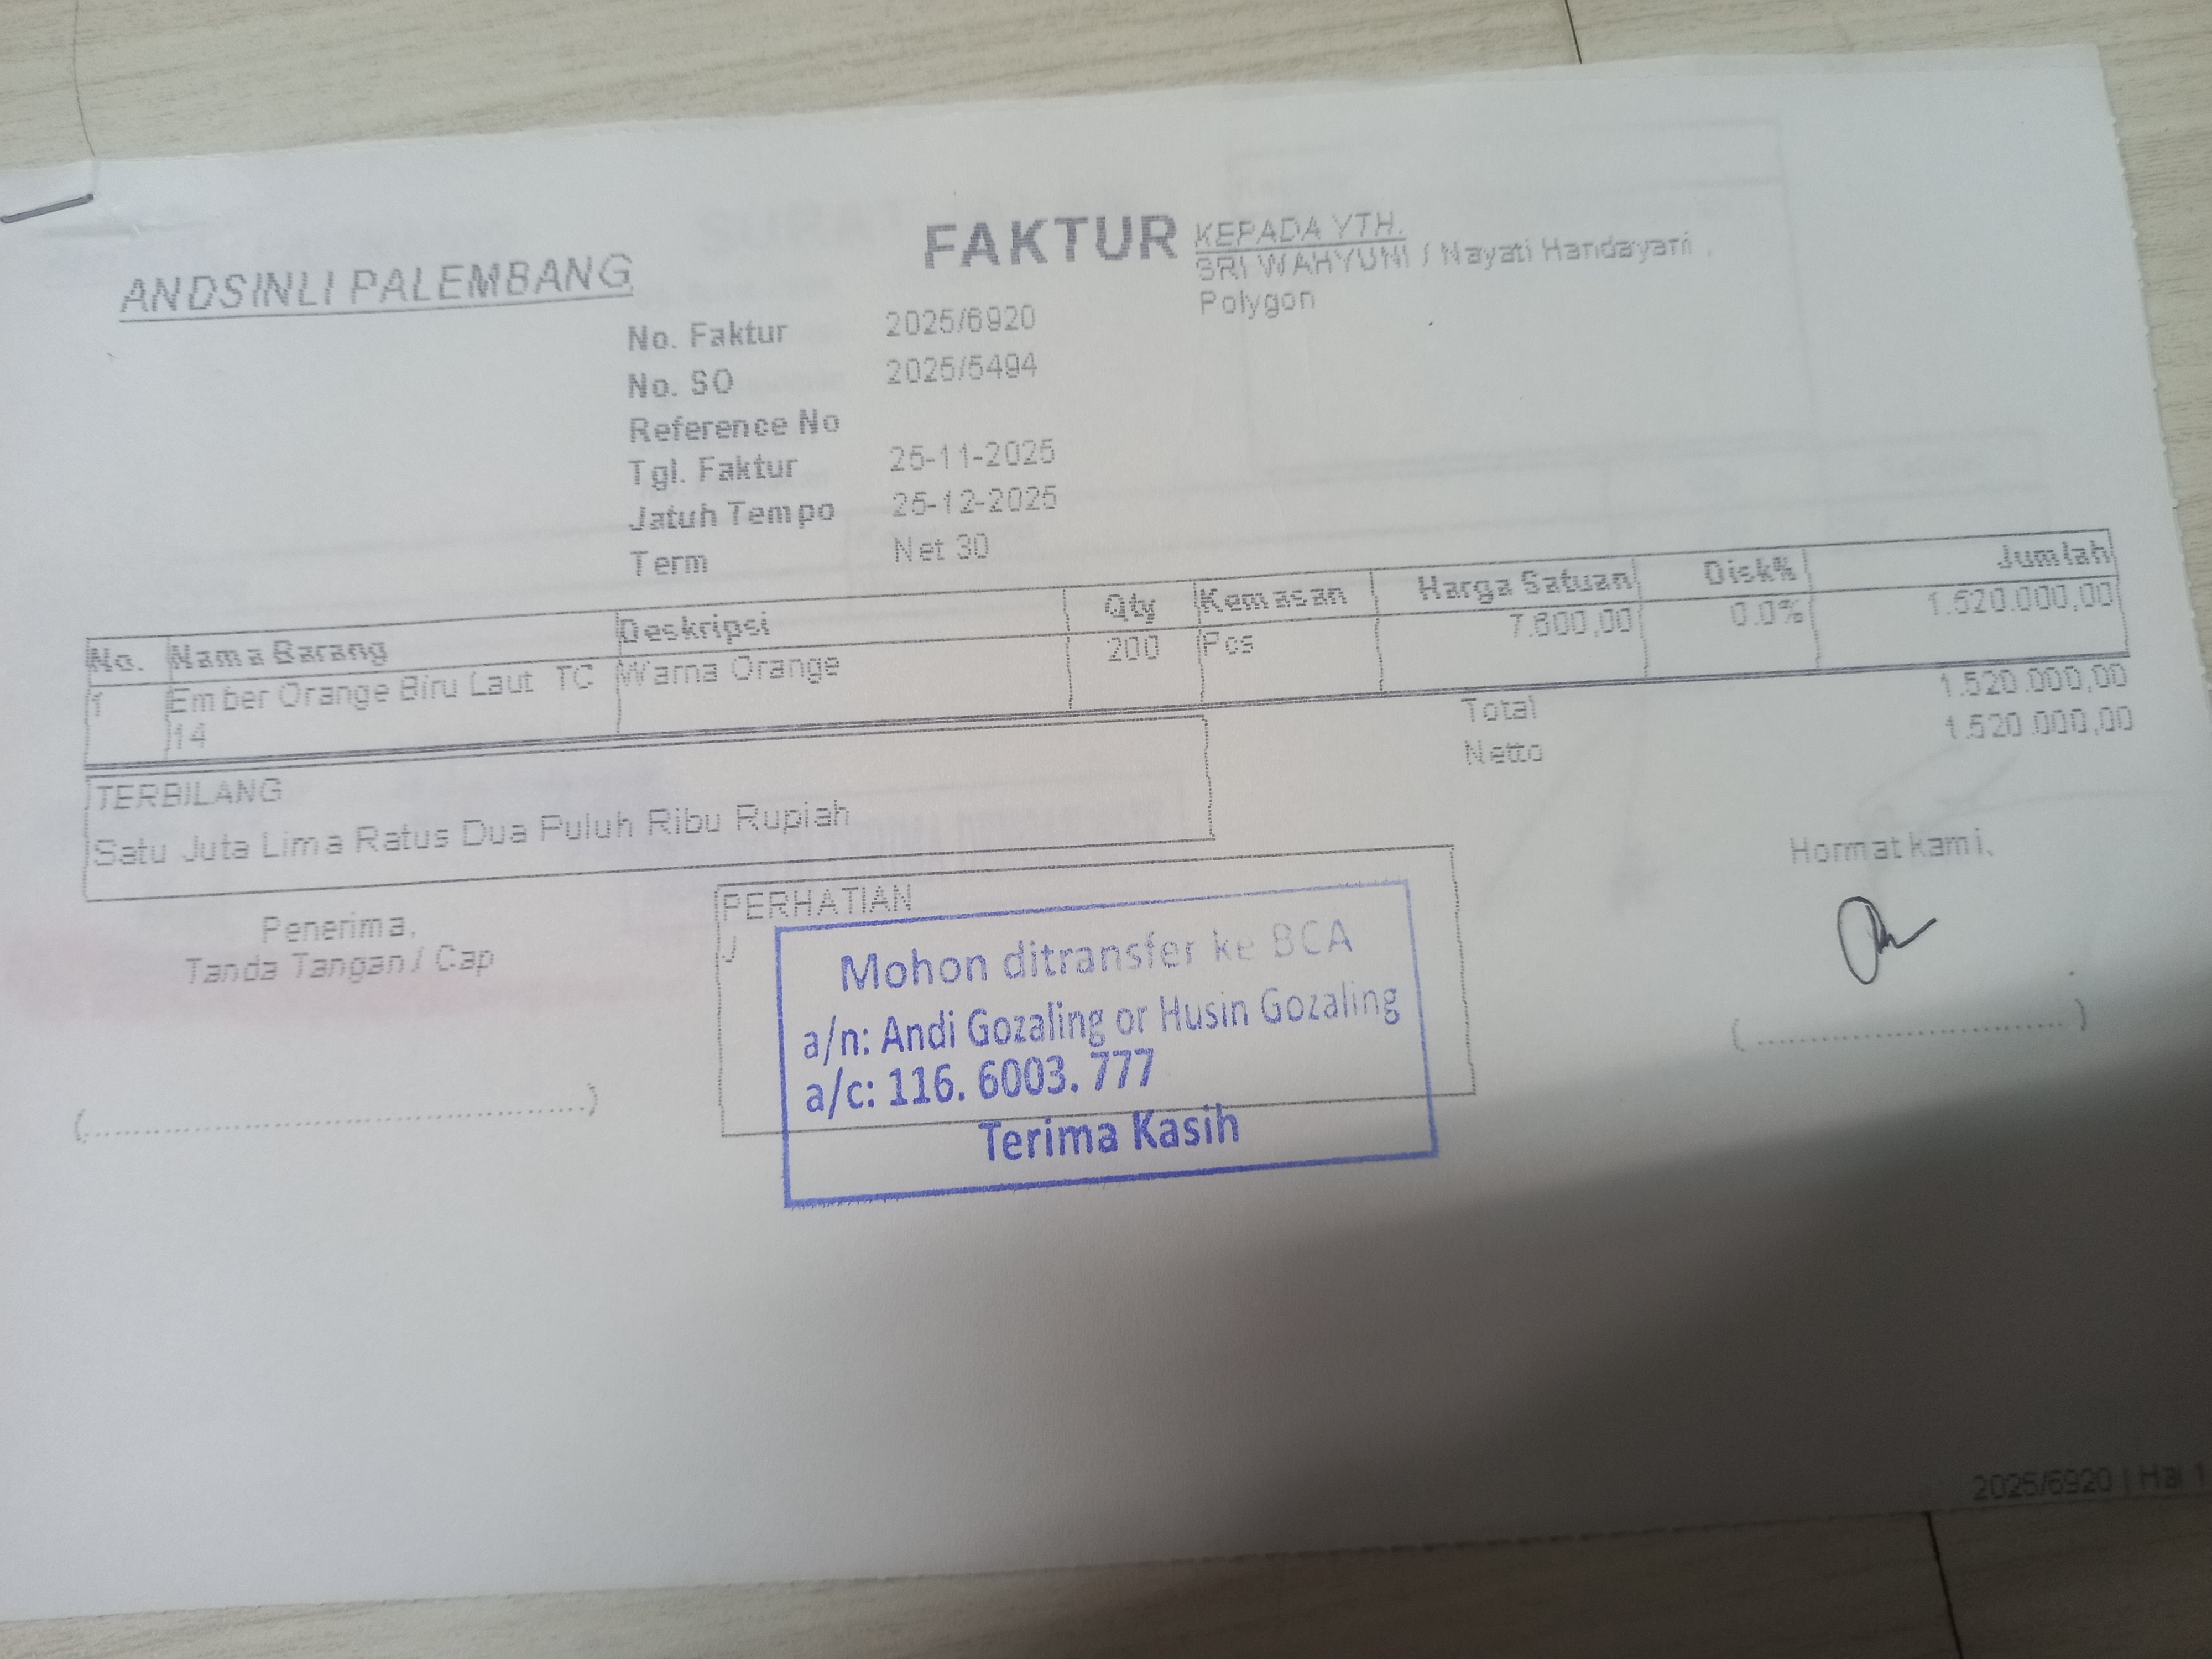 ANDSINLI PALEMBANG
FAKTUR
KEPADA YTH.
SRI WAHYUNI / Nayati Handayani ,
Polygon
No. Faktur 2025/6920
No. SO 2025/5494
Reference No
Tgl. Faktur 25-11-2025
Jatuh Tempo 25-12-2025
Term Net 30
No. Nama Barang Deskripsi Qty Kemasan Harga Satuan Disk% Jumlah
1 Ember Orange Biru Laut TC Warna Orange 200 Pcs 7.600,00 0.0% 1.520.000,00
14
Total 1.520.000,00
Netto 1.520.000,00
TERBILANG
Satu Juta Lima Ratus Dua Puluh Ribu Rupiah
Penerima,
Tanda Tangan / Cap
(..........................................)
PERHATIAN
Mohon ditransfer ke BCA
a/n: Andi Gozaling or Husin Gozaling
a/c: 116. 6003. 777
Terima Kasih
Hormat kami,
( .................................... )
2025/6920 | Hal 1